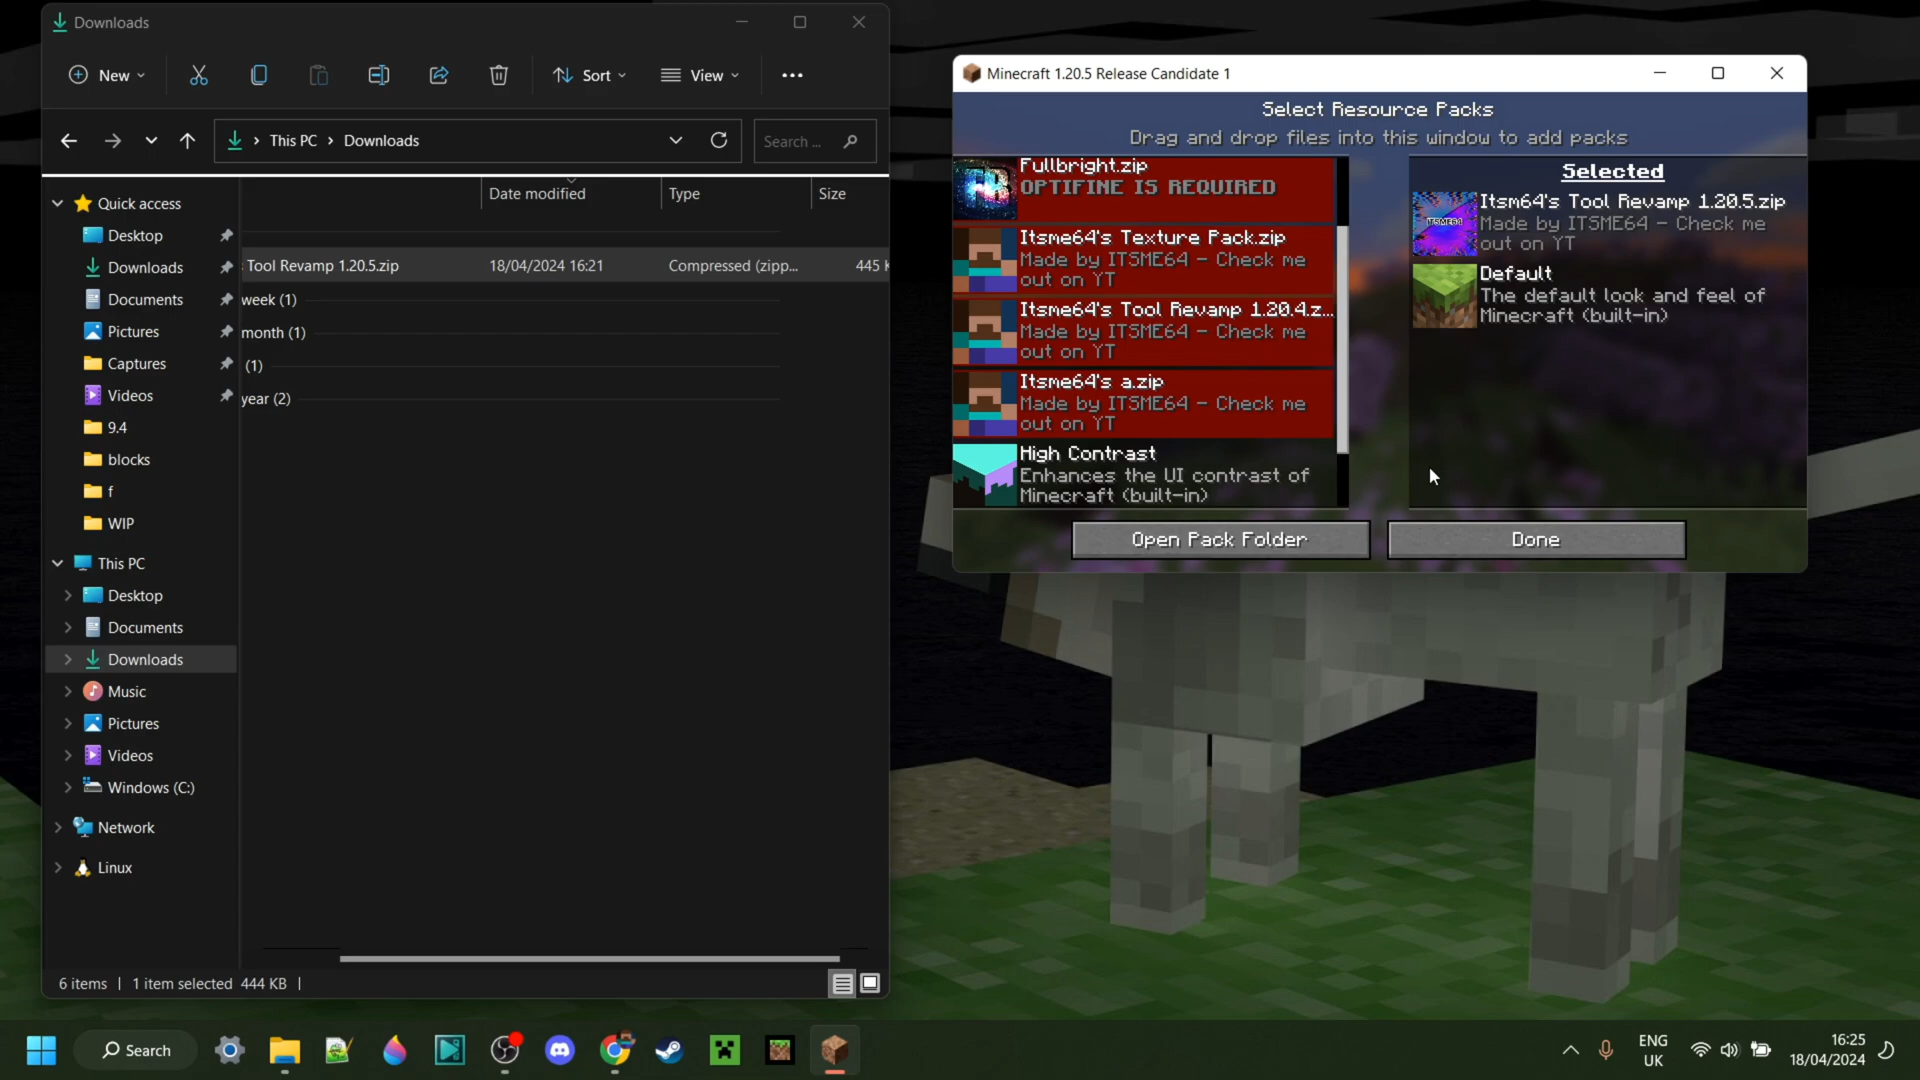 Downloads
New
Sort
View
This PC
Downloads
Search ...
Date modified
Type
Size
Quick access
Desktop
Downloads
Documents
Pictures
Captures
Videos
9.4
blocks
f
WIP
This PC
Desktop
Documents
Downloads
Music
Pictures
Videos
Windows (C:)
Network
Linux
Tool Revamp 1.20.5.zip
18/04/2024 16:21
Compressed (zipp...
445 K
week (1)
month (1)
(1)
year (2)
6 items
1 item selected
444 KB
Minecraft 1.20.5 Release Candidate 1
Select Resource Packs
Drag and drop files into this window to add packs
Fullbright.zip
OPTIFINE IS REQUIRED
Itsme64's Texture Pack.zip
Made by ITSME64 - Check me
out on YT
Itsme64's Tool Revamp 1.20.4.z...
Made by ITSME64 - Check me
out on YT
Itsme64's a.zip
Made by ITSME64 - Check me
out on YT
High Contrast
Enhances the UI contrast of
Minecraft (built-in)
Selected
ITSME64
Itsm64's Tool Revamp 1.20.5.zip
Made by ITSME64 - Check me
out on YT
Default
The default look and feel of
Minecraft (built-in)
Open Pack Folder
Done
Search
ENG
UK
16:25
18/04/2024